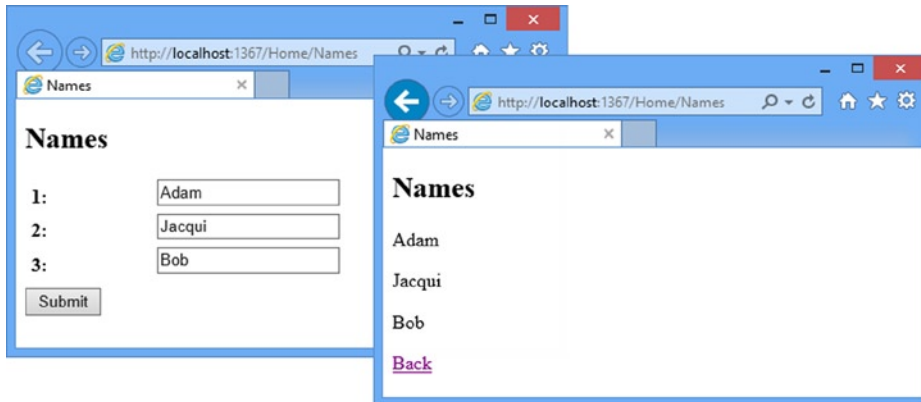 http://localhost:1367/Home/Names
Names
Names
1: Adam
2: Jacqui
3: Bob
Submit
http://localhost:1367/Home/Names
Names
Names
Adam
Jacqui
Bob
Back